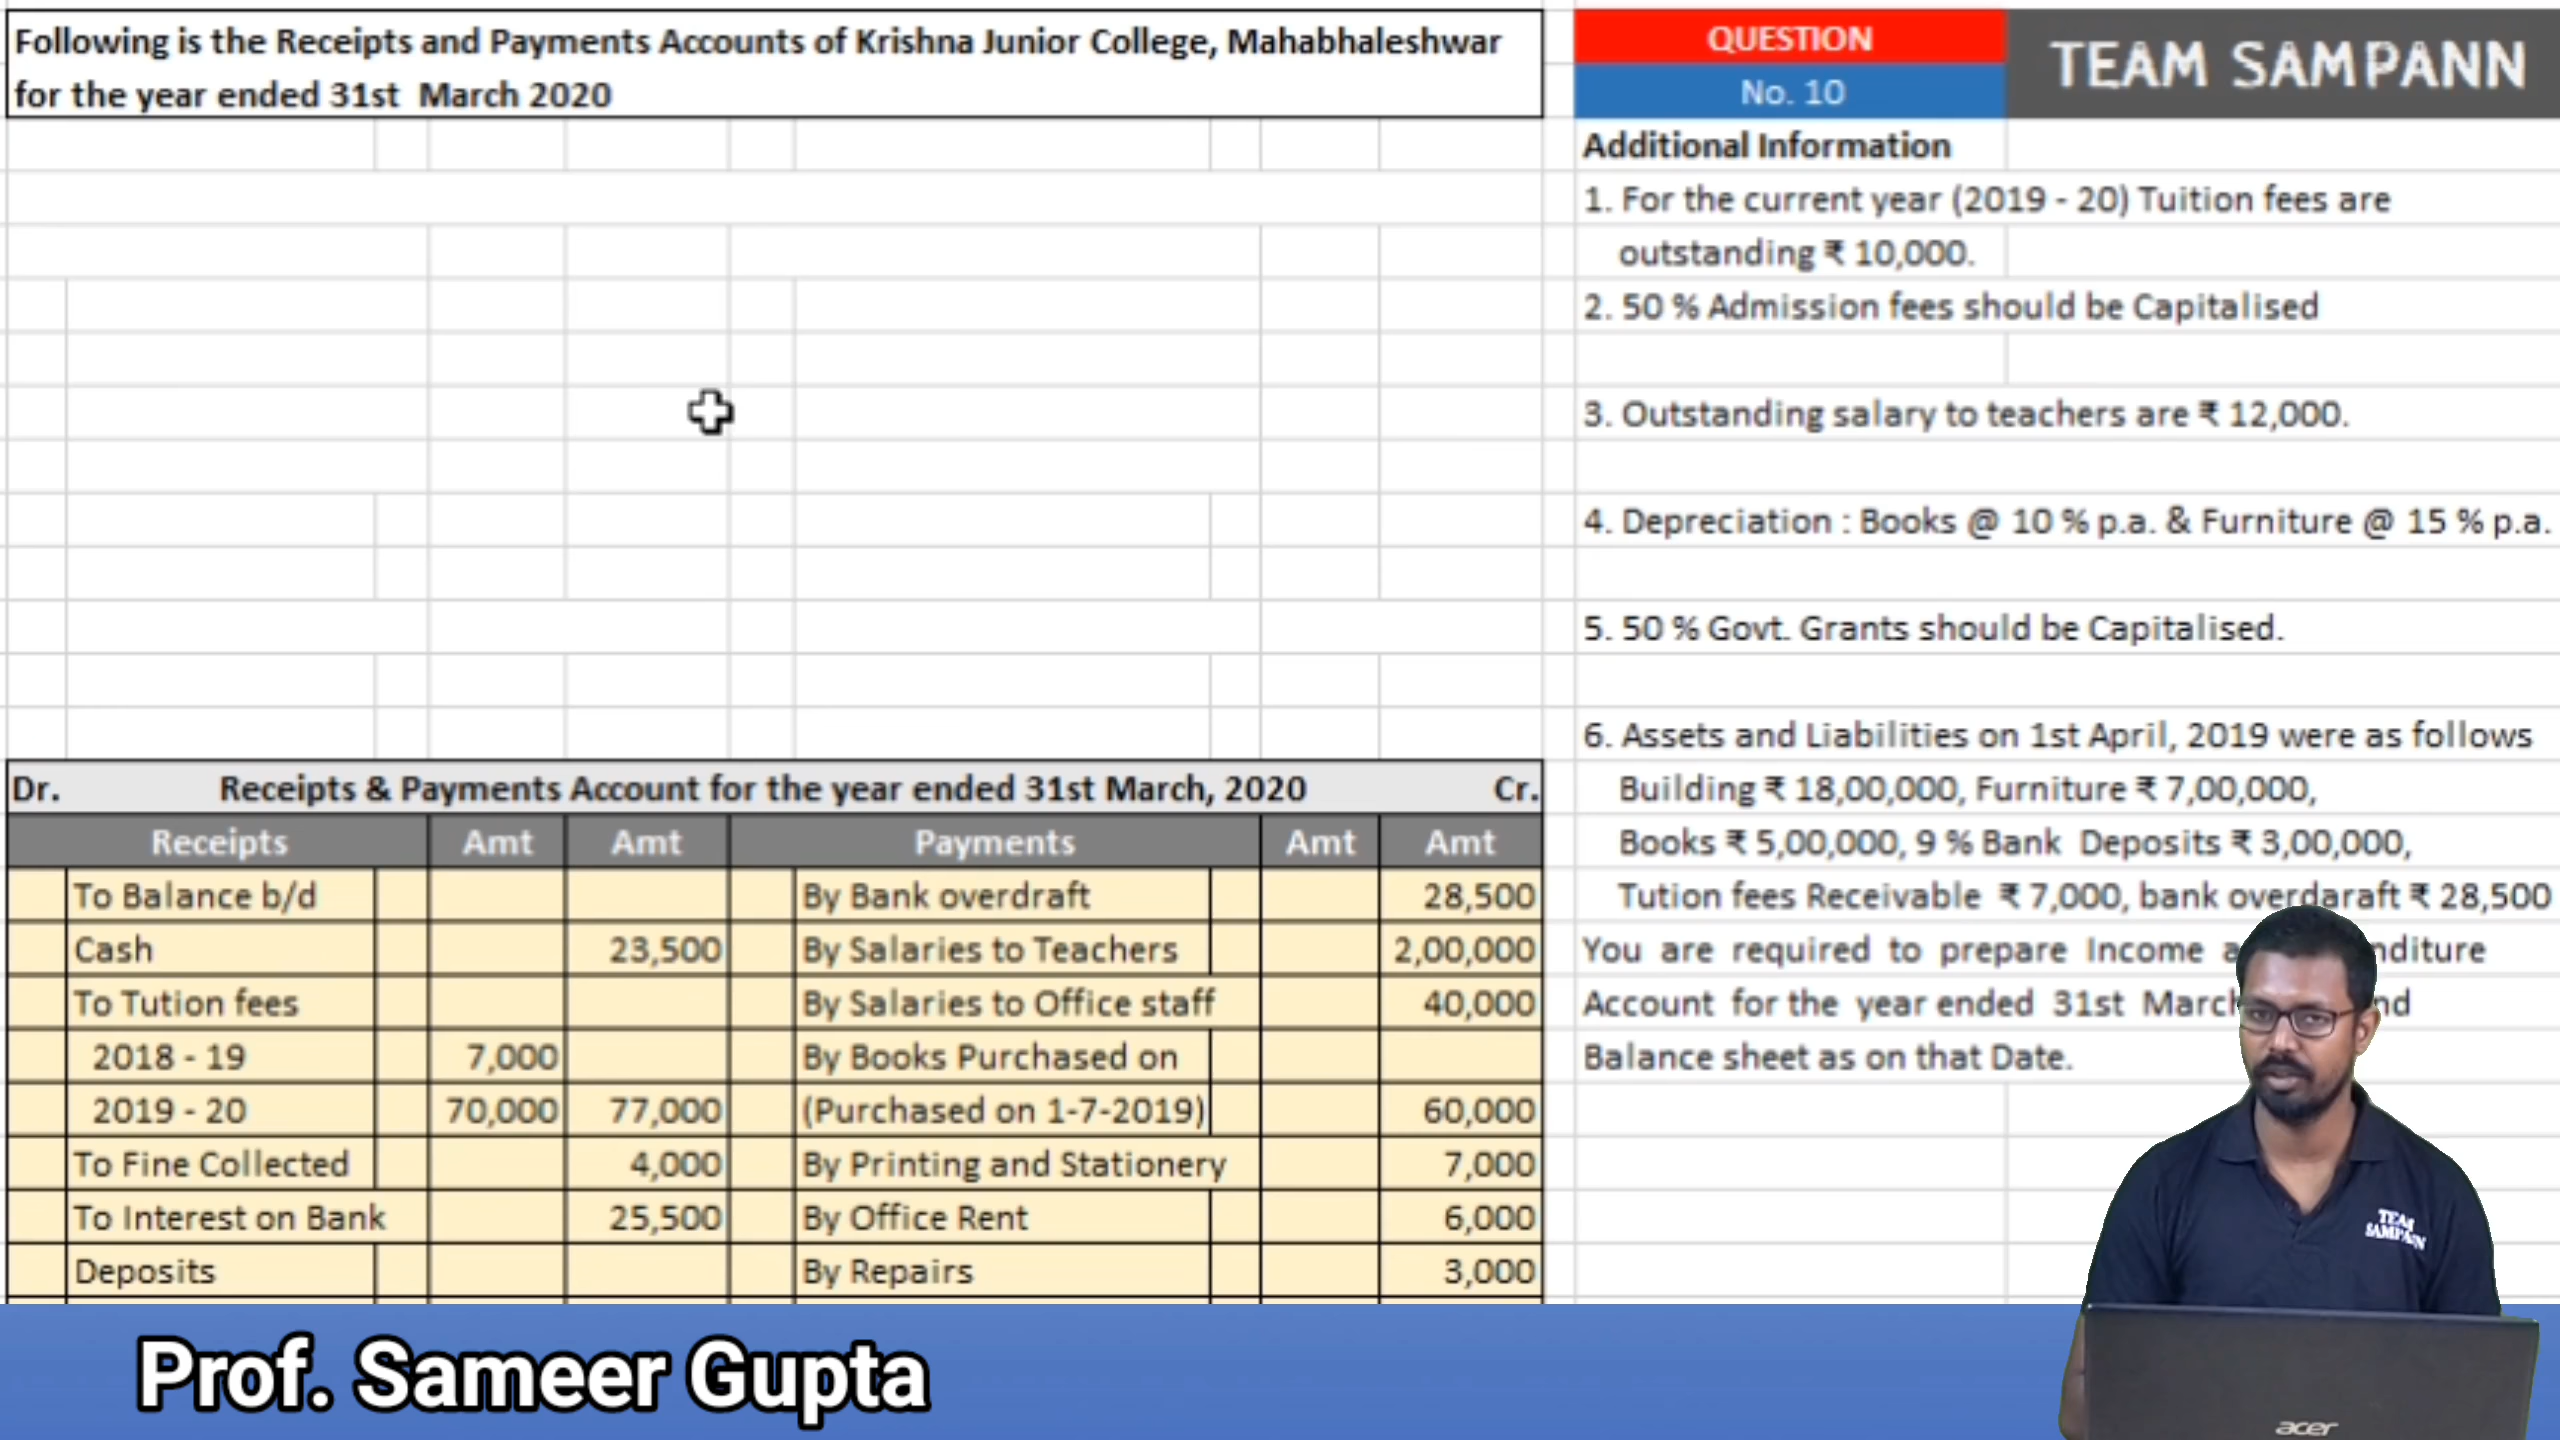 Following is the Receipts and Payments Accounts of Krishna Junior College, Mahabhaleshwar
for the year ended 31st March 2020
QUESTION
No. 10
TEAM SAMPANN
Additional Information
1. For the current year (2019 - 20) Tuition fees are
outstanding ₹ 10,000.
2. 50 % Admission fees should be Capitalised
3. Outstanding salary to teachers are ₹ 12,000.
4. Depreciation : Books @ 10 % p.a. & Furniture @ 15 % p.a.
5. 50 % Govt. Grants should be Capitalised.
6. Assets and Liabilities on 1st April, 2019 were as follows
Building ₹ 18,00,000, Furniture ₹ 7,00,000,
Books ₹ 5,00,000, 9 % Bank Deposits ₹ 3,00,000,
Tution fees Receivable ₹ 7,000, bank overdaraft ₹ 28,500
You are required to prepare Income
Account for the year ended 31st March
Balance sheet as on that Date.
Dr. Receipts & Payments Account for the year ended 31st March, 2020 Cr.
Receipts Amt Amt Payments Amt Amt
To Balance b/d By Bank overdraft 28,500
Cash 23,500 By Salaries to Teachers 2,00,000
To Tution fees By Salaries to Office staff 40,000
2018 - 19 7,000 By Books Purchased on
2019 - 20 70,000 77,000 (Purchased on 1-7-2019) 60,000
To Fine Collected 4,000 By Printing and Stationery 7,000
To Interest on Bank 25,500 By Office Rent 6,000
Deposits By Repairs 3,000
TEAM
SAMPANN
Prof. Sameer Gupta
acer